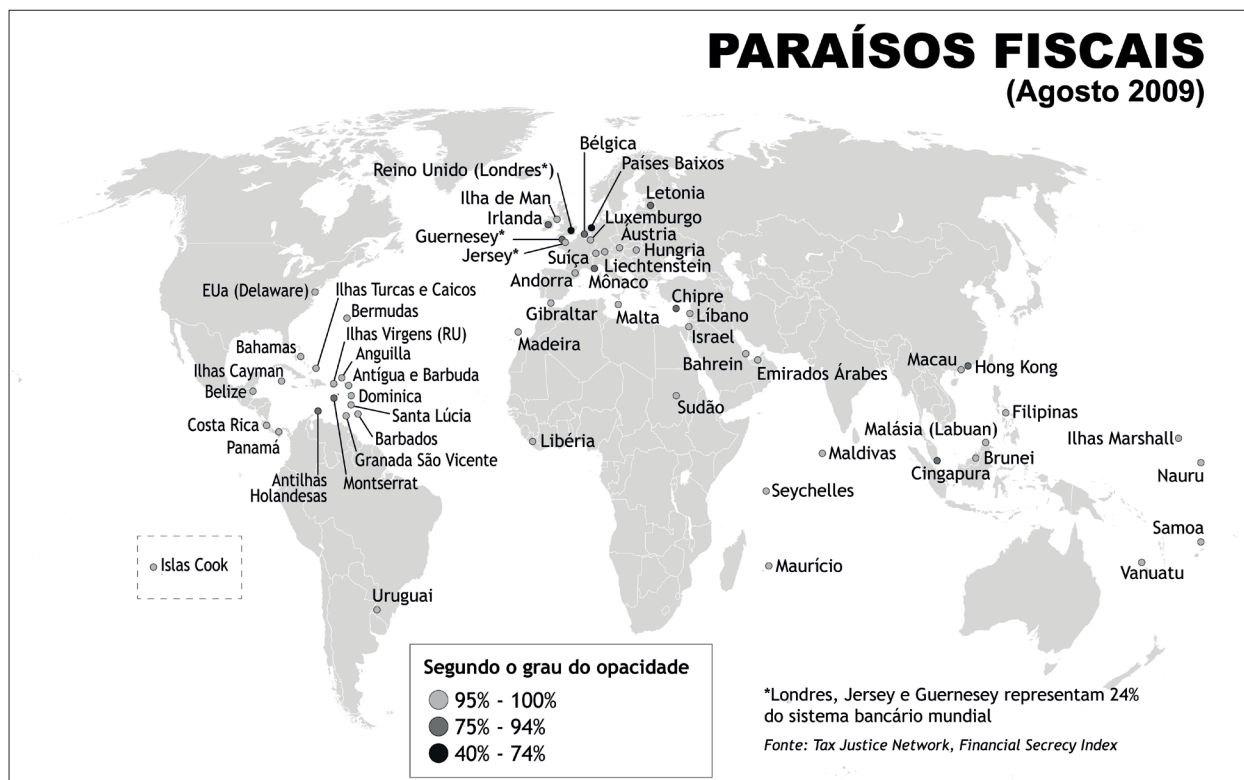 PARAÍSOS FISCAIS
(Agosto 2009)
Bélgica
Reino Unido (Londres*)
Países Baixos
Ilha de Man
Letonia
Irlanda
Luxemburgo
Guernesey*
Áustria
Jersey*
Suíça
Hungria
Liechtenstein
Andorra
Mônaco
EUa (Delaware)
Ilhas Turcas e Caicos
Bermudas
Gibraltar
Malta
Chipre
Líbano
Ilhas Virgens (RU)
Israel
Madeira
Bahamas
Anguilla
Bahrein
Emirados Árabes
Macau
Hong Kong
Ilhas Cayman
Antígua e Barbuda
Belize
Dominica
Sudão
Santa Lúcia
Filipinas
Costa Rica
Barbados
Libéria
Malásia (Labuan)
Ilhas Marshall
Panamá
Granada São Vicente
Maldivas
Brunei
Cingapura
Nauru
Antilhas
Holandesas
Montserrat
Seychelles
Samoa
Islas Cook
Maurício
Vanuatu
Uruguai
Segundo o grau do opacidade
95% - 100%
75% - 94%
40% - 74%
*Londres, Jersey e Guernesey representam 24%
do sistema bancário mundial
Fonte: Tax Justice Network, Financial Secrecy Index